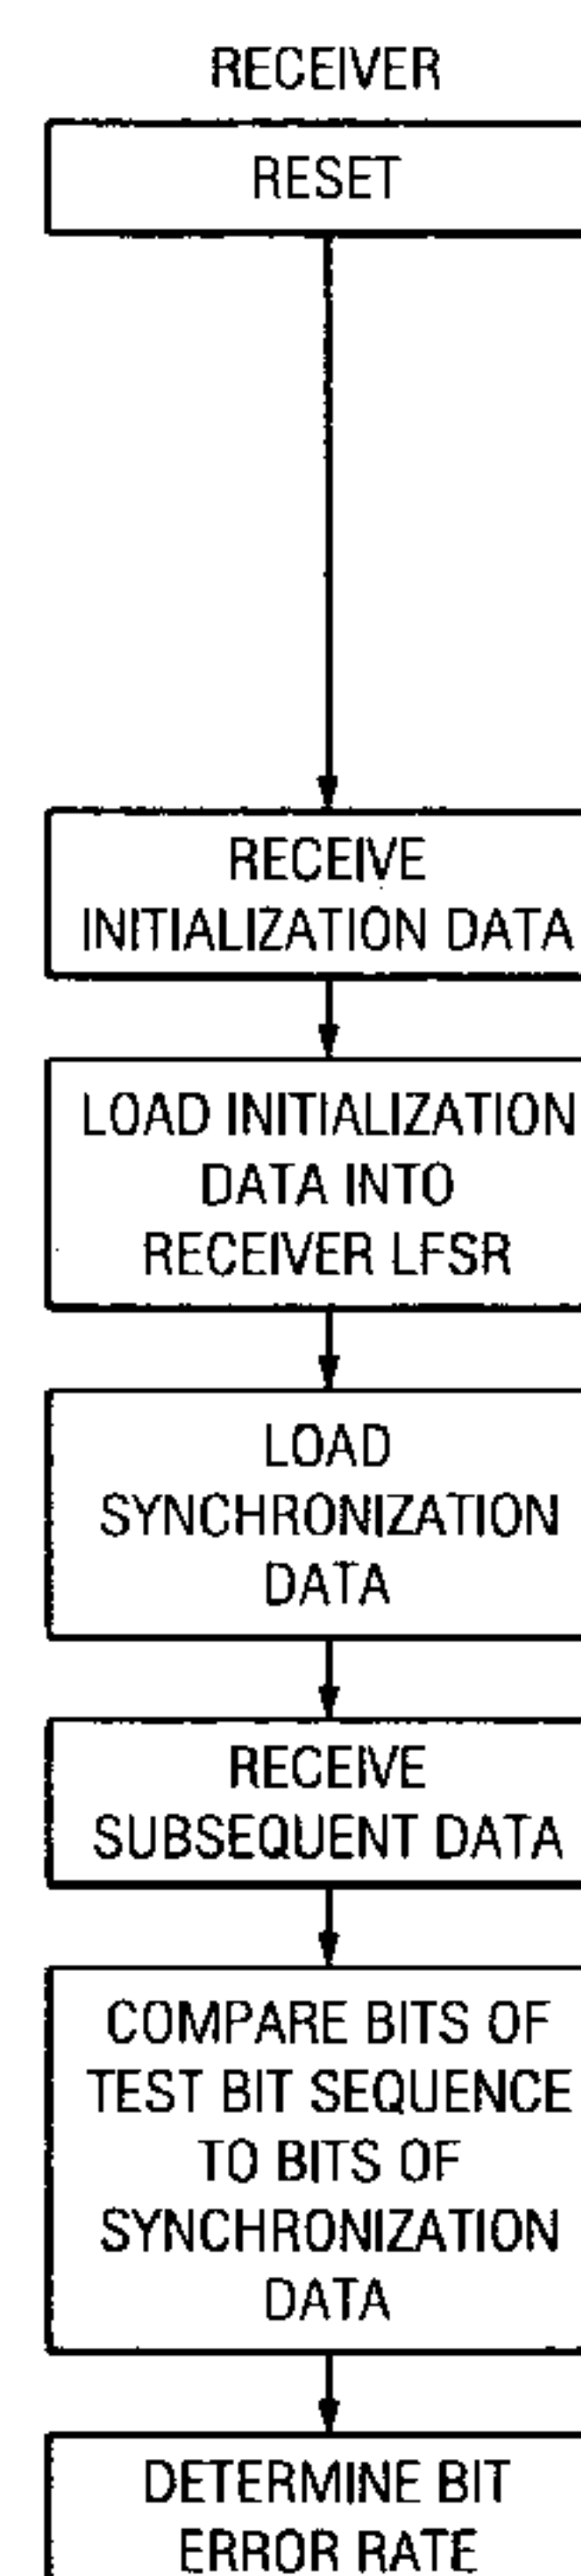 RECEIVER
RESET
RECEIVE
INITIALIZATION DATA
LOAD INITIALIZATION
DATA INTO
RECEIVER LFSR
LOAD
SYNCHRONIZATION
DATA
RECEIVE
SUBSEQUENT DATA
COMPARE BITS OF
TEST BIT SEQUENCE
TO BITS OF
SYNCHRONIZATION
DATA
DETERMINE BIT
ERROR RATE